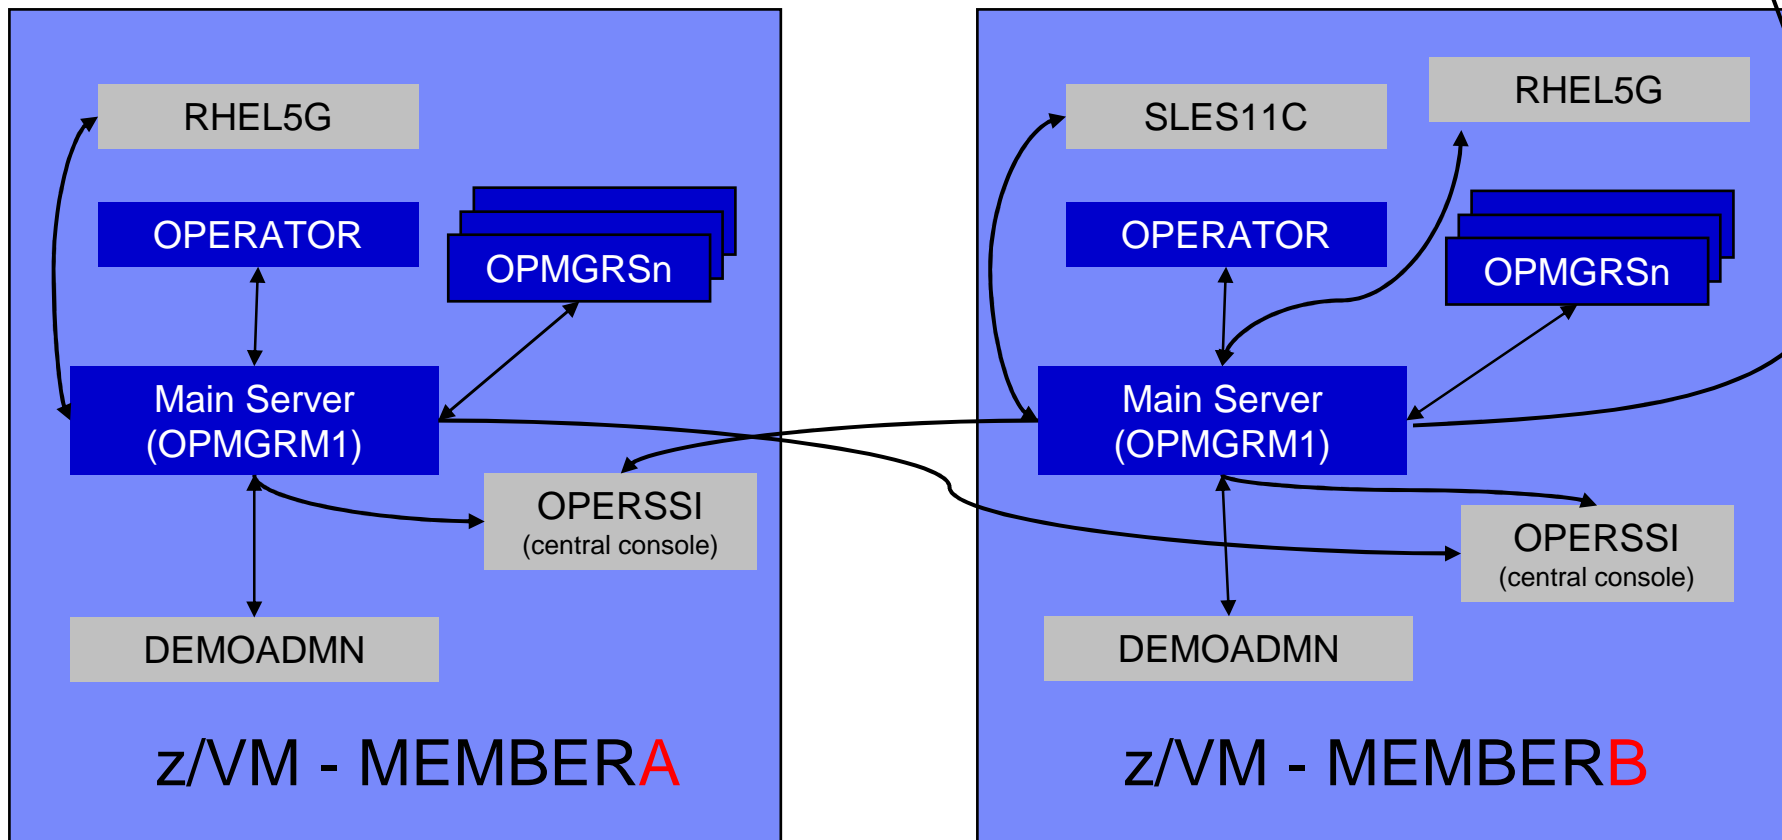 RHEL5G
OPERATOR
OPMGRSn
Main Server
(OPMGRM1)
OPERSSI
(central console)
DEMOADMN
z/VM - MEMBERA
SLES11C
RHEL5G
OPERATOR
OPMGRSn
Main Server
(OPMGRM1)
OPERSSI
(central console)
DEMOADMN
z/VM - MEMBERB